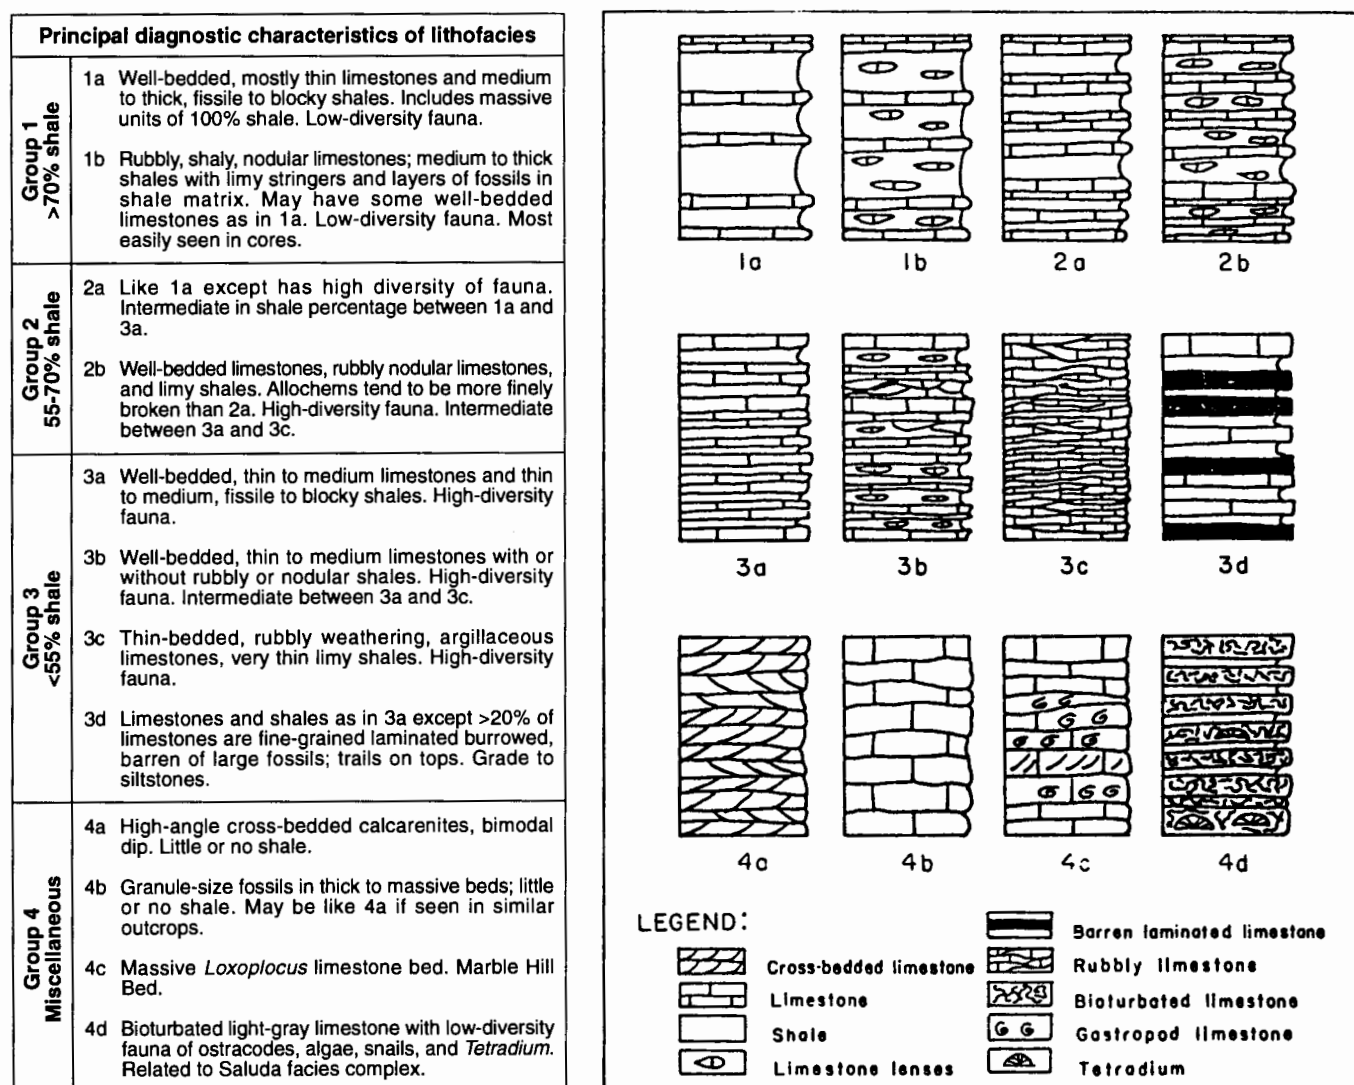 Principal diagnostic characteristics of lithofacies
Group 1
>70% shale
1a Well-bedded, mostly thin limestones and medium
to thick, fissile to blocky shales. Includes massive
units of 100% shale. Low-diversity fauna.
1b Rubbly, shaly, nodular limestones; medium to thick
shales with limy stringers and layers of fossils in
shale matrix. May have some well-bedded
limestones as in 1a. Low-diversity fauna. Most
easily seen in cores.
Group 2
55-70% shale
2a Like 1a except has high diversity of fauna.
Intermediate in shale percentage between 1a and
3a.
2b Well-bedded limestones, rubbly nodular limestones,
and limy shales. Allochems tend to be more finely
broken than 2a. High-diversity fauna. Intermediate
between 3a and 3c.
Group 3
<55% shale
3a Well-bedded, thin to medium limestones and thin
to medium, fissile to blocky shales. High-diversity
fauna.
3b Well-bedded, thin to medium limestones with or
without rubbly or nodular shales. High-diversity
fauna. Intermediate between 3a and 3c.
3c Thin-bedded, rubbly weathering, argillaceous
limestones, very thin limy shales. High-diversity
fauna.
3d Limestones and shales as in 3a except >20% of
limestones are fine-grained laminated burrowed,
barren of large fossils; trails on tops. Grade to
siltstones.
Group 4
Miscellaneous
4a High-angle cross-bedded calcarenites, bimodal
dip. Little or no shale.
4b Granule-size fossils in thick to massive beds; little
or no shale. May be like 4a if seen in similar
outcrops.
4c Massive Loxoplocus limestone bed. Marble Hill
Bed.
4d Bioturbated light-gray limestone with low-diversity
fauna of ostracodes, algae, snails, and Tetradium.
Related to Saluda facies complex.
1a 1b 2a 2b
3a 3b 3c 3d
4a 4b 4c 4d
LEGEND:
Cross-bedded limestone
Limestone
Shale
Limestone lenses
Barren laminated limestone
Rubbly limestone
Bioturbated limestone
Gastropod limestone
Tetradium